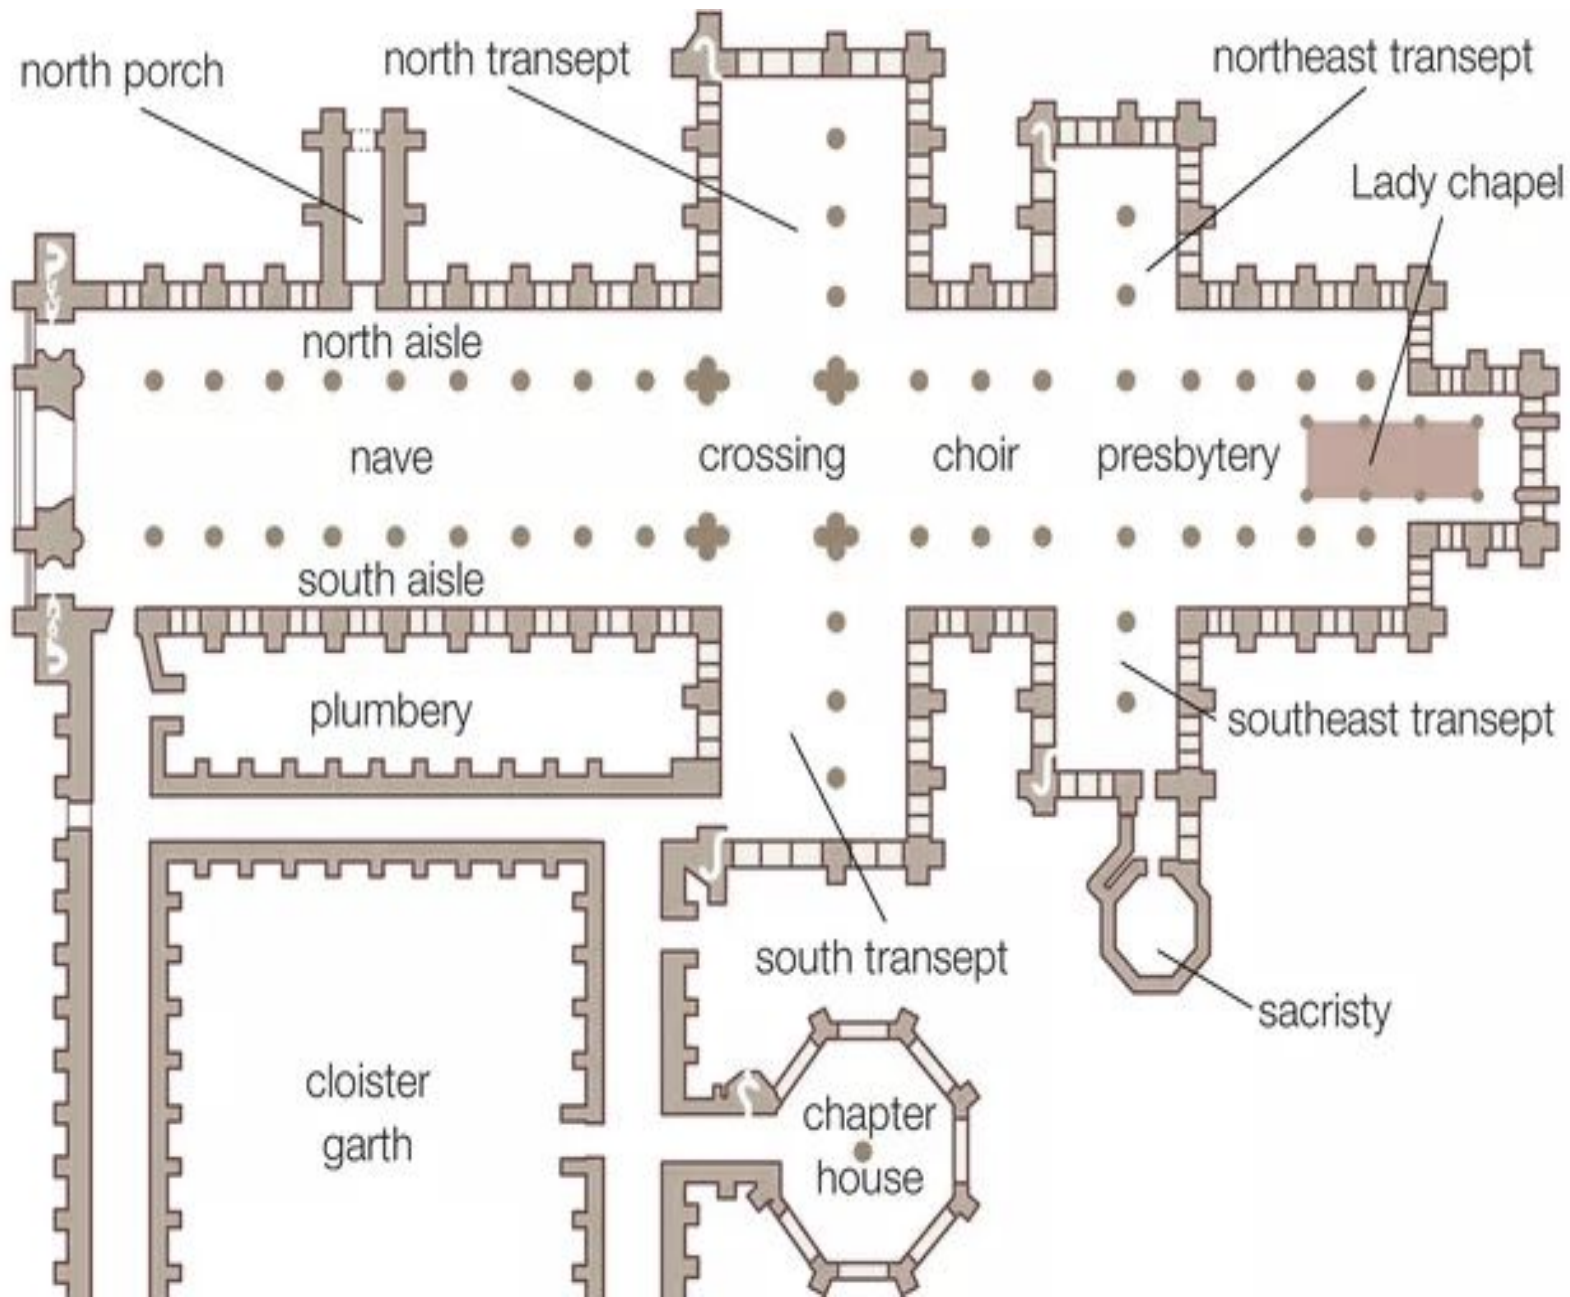 north porch
north transept
northeast transept
Lady chapel
north aisle
nave
crossing
choir
presbytery
south aisle
plumbery
southeast transept
south transept
sacristy
cloister
garth
chapter
house